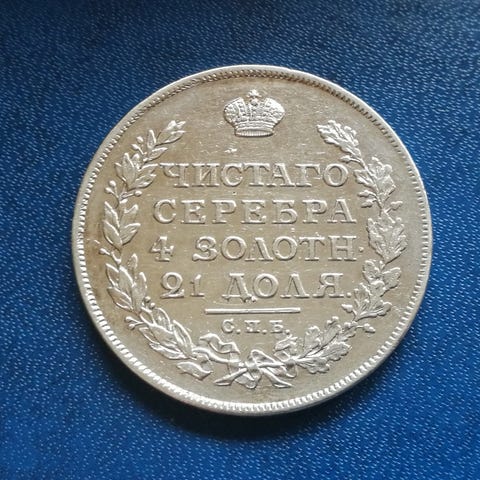 ЧИСТАГО
СЕРЕБРА
4 ЗОЛОТН.
21 ДОЛЯ.
С.П.Б.